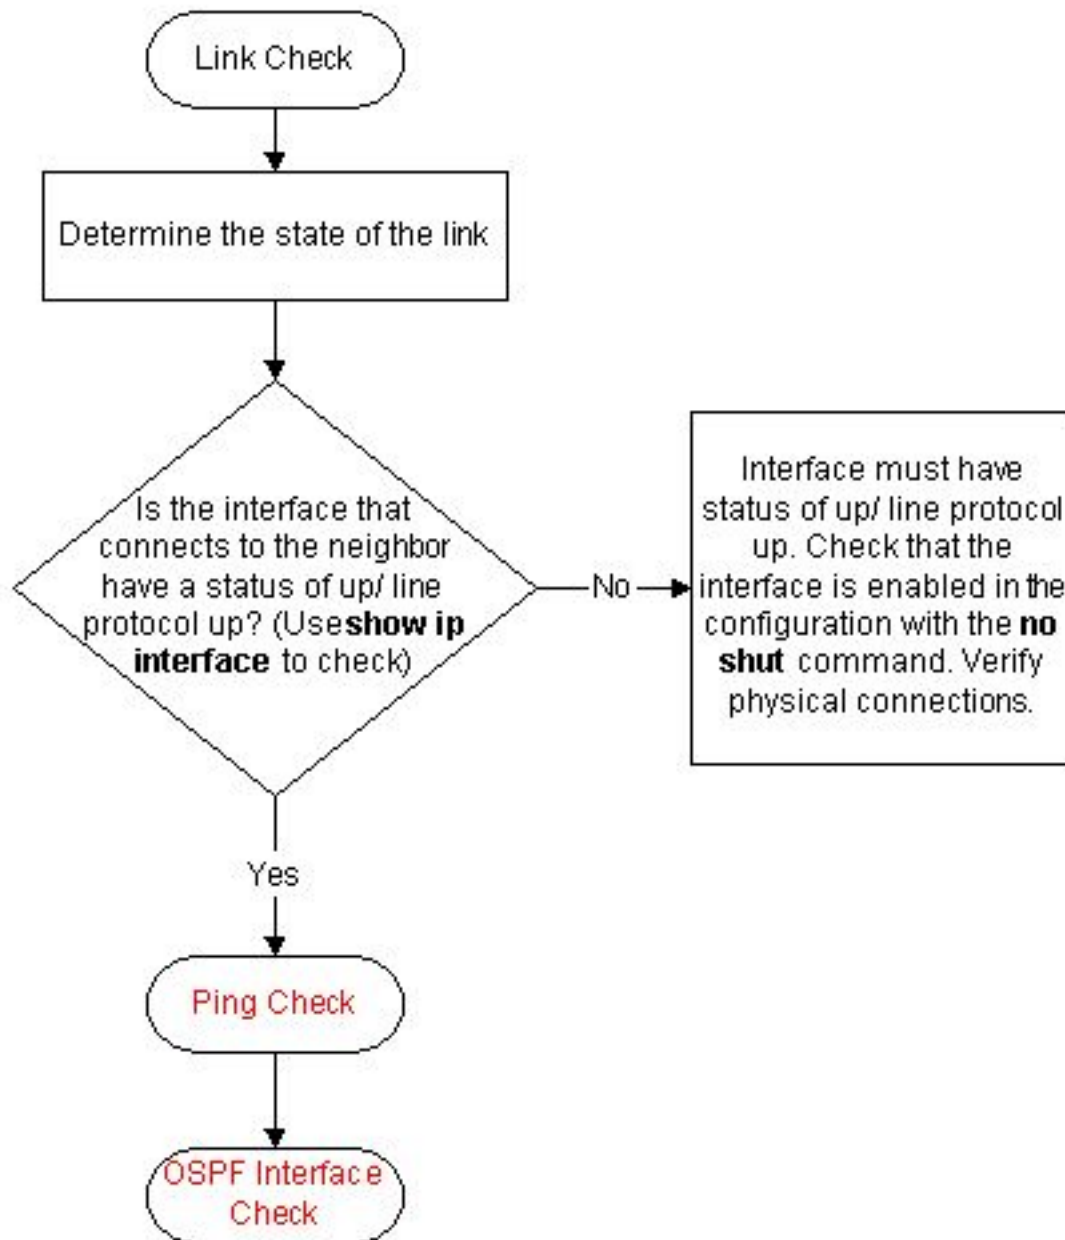 Link Check
Determine the state of the link
Is the interface that
connects to the neighbor
have a status of up/ line
protocol up? (Use show ip
interface to check)
No
Interface must have
status of up/ line protocol
up. Check that the
interface is enabled in the
configuration with the no
shut command. Verify
physical connections.
Yes
Ping Check
OSPF Interface
Check